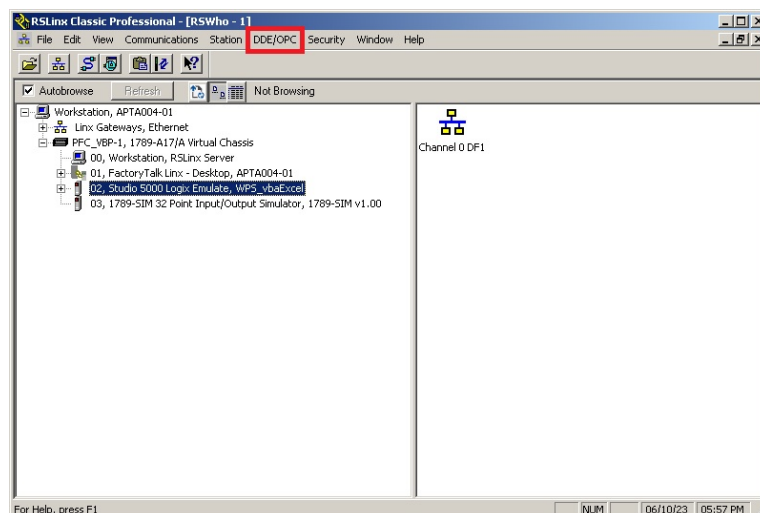 RSLinx Classic Professional - [RSWho - 1]
File Edit View Communications Station DDE/OPC Security Window Help
Autobrowse Refresh Not Browsing
Workstation, APTA004-01
Linx Gateways, Ethernet
PFC_VBP-1, 1789-A17/A Virtual Chassis
00, Workstation, RSLinx Server
01, FactoryTalk Linx - Desktop, APTA004-01
02, Studio 5000 Logix Emulate, WPS_vbaExcel
03, 1789-SIM 32 Point Input/Output Simulator, 1789-SIM v1.00
Channel 0 DF1
For Help, press F1
NUM 06/10/23 05:57 PM